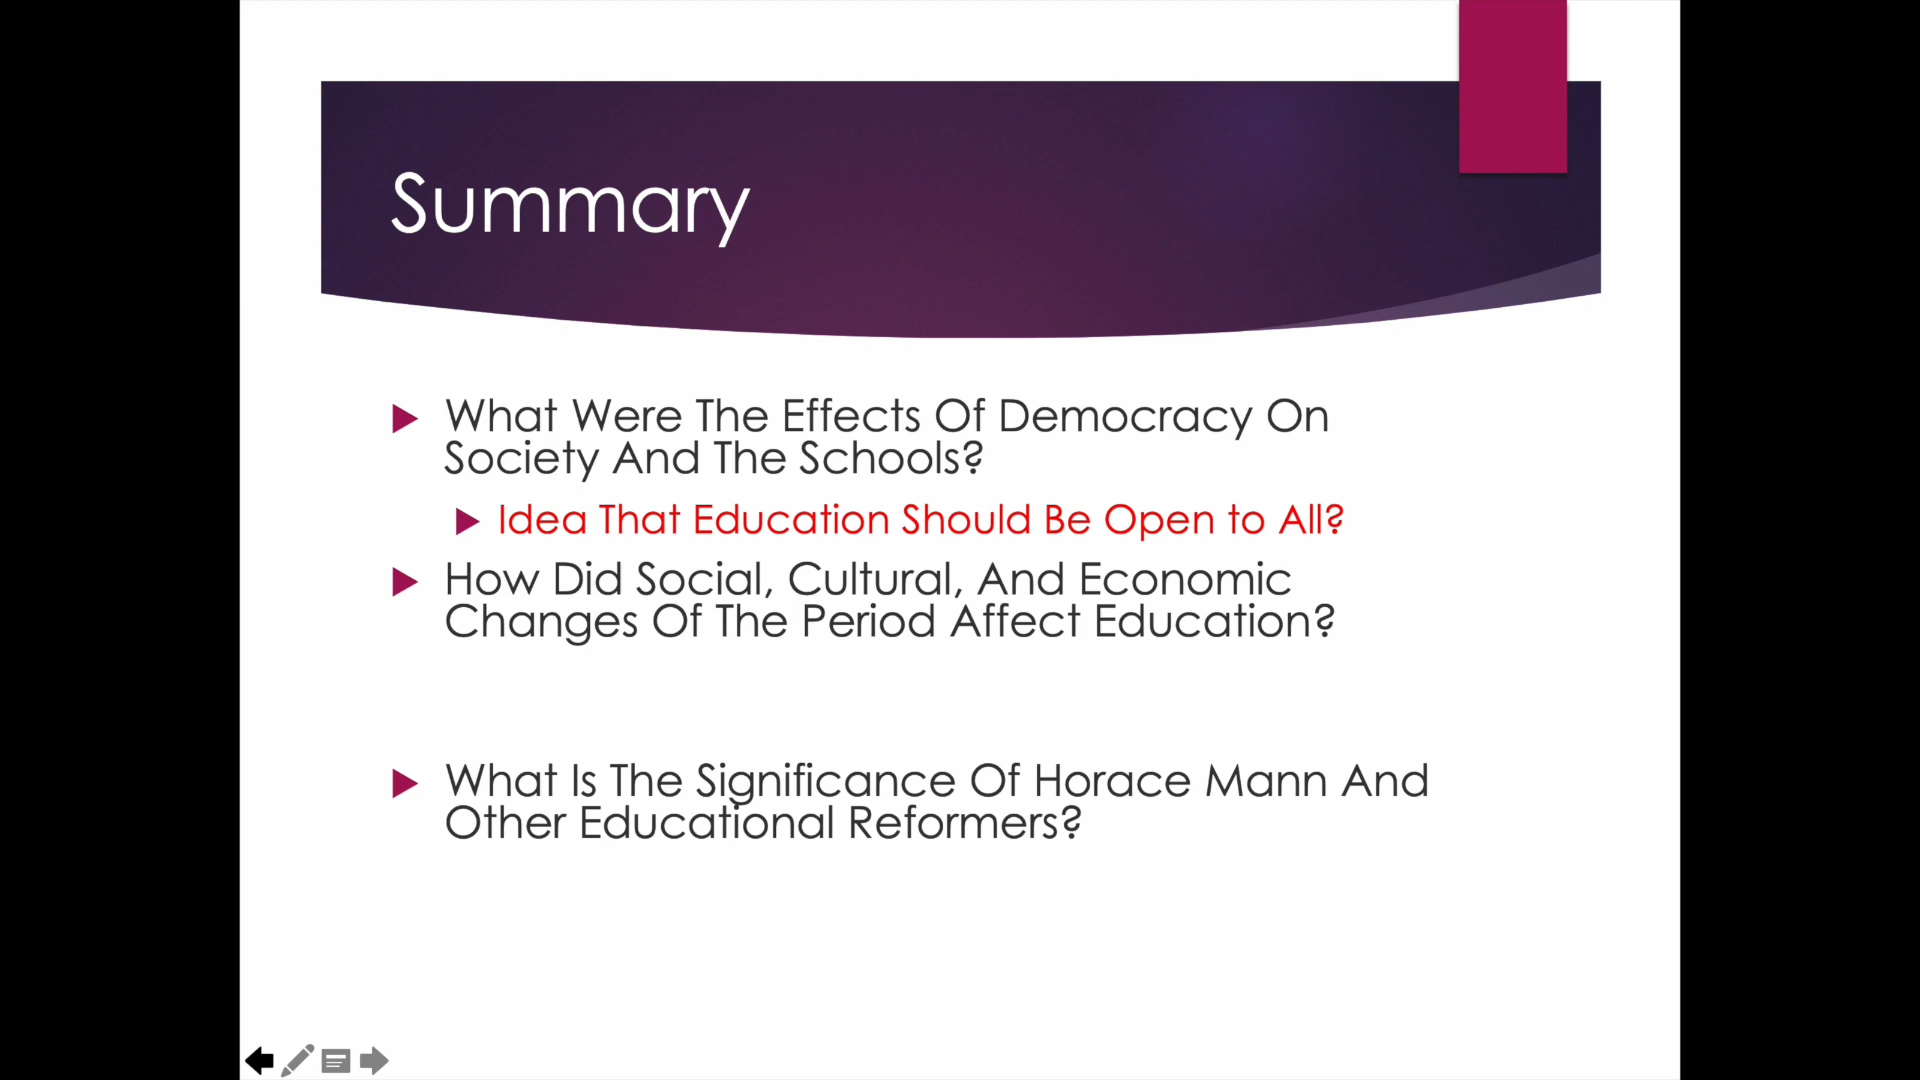 Summary
What Were The Effects Of Democracy On
Society And The Schools?
Idea That Education Should Be Open to All?
How Did Social, Cultural, And Economic
Changes Of The Period Affect Education?
What Is The Significance Of Horace Mann And
Other Educational Reformers?